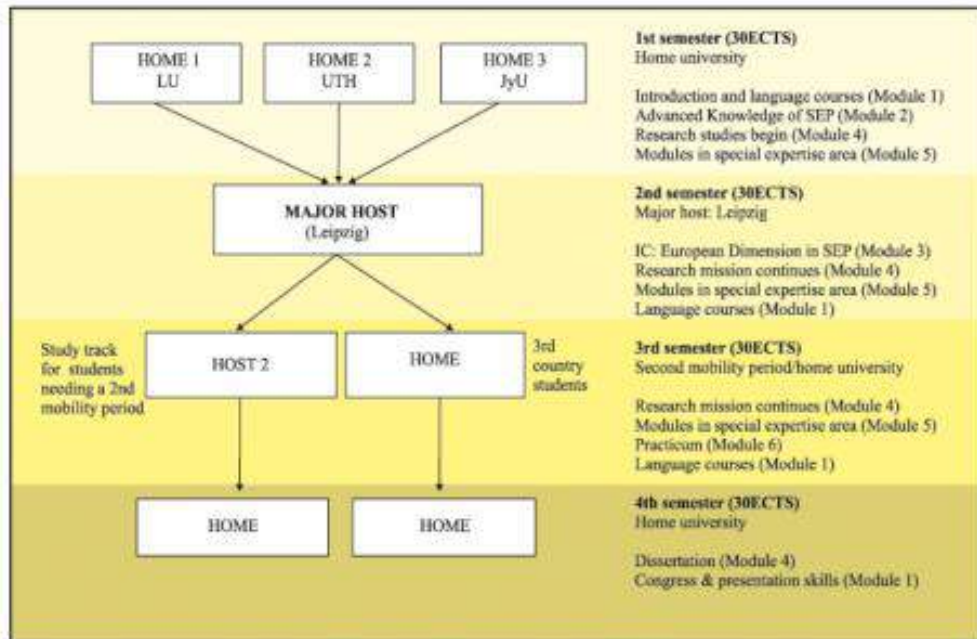 HOME 1
LU
HOME 2
UTH
HOME 3
JyU
1st semester (30ECTS)
Home university
Introduction and language courses (Module 1)
Advanced Knowledge of SEP (Module 2)
Research studies begin (Module 4)
Modules in special expertise area (Module 5)
MAJOR HOST
(Leipzig)
2nd semester (30ECTS)
Major host: Leipzig
IC: European Dimension in SEP (Module 3)
Research mission continues (Module 4)
Modules in special expertise area (Module 5)
Language courses (Module 1)
Study track
for students
needing a 2nd
mobility period
HOST 2
HOME
3rd
country
students
3rd semester (30ECTS)
Second mobility period/home university
Research mission continues (Module 4)
Modules in special expertise area (Module 5)
Practicum (Module 6)
Language courses (Module 1)
HOME
HOME
4th semester (30ECTS)
Home university
Dissertation (Module 4)
Congress & presentation skills (Module 1)